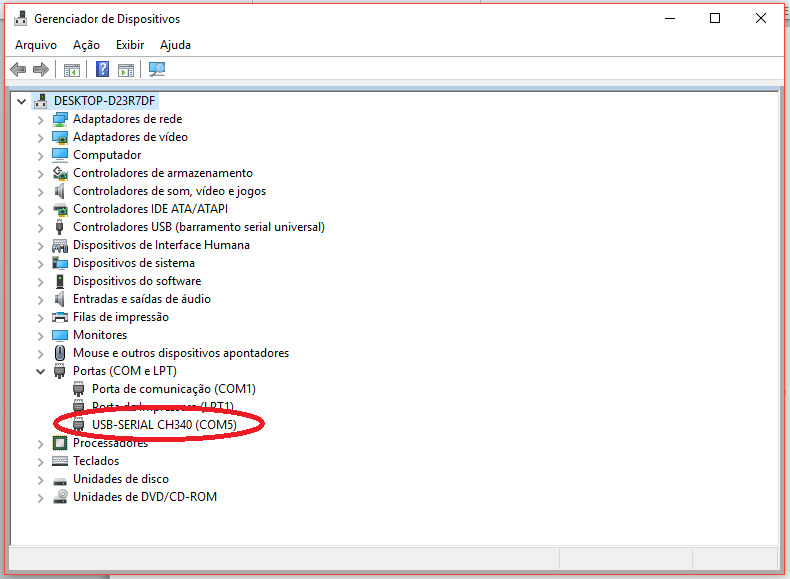 Gerenciador de Dispositivos
Arquivo Ação Exibir Ajuda
DESKTOP-D23R7DF
Adaptadores de rede
Adaptadores de vídeo
Computador
Controladores de armazenamento
Controladores de som, vídeo e jogos
Controladores IDE ATA/ATAPI
Controladores USB (barramento serial universal)
Dispositivos de Interface Humana
Dispositivos de sistema
Dispositivos do software
Entradas e saídas de áudio
Filas de impressão
Monitores
Mouse e outros dispositivos apontadores
Portas (COM e LPT)
Porta de comunicação (COM1)
Porta de Impressora (LPT1)
USB-SERIAL CH340 (COM5)
Processadores
Teclados
Unidades de disco
Unidades de DVD/CD-ROM